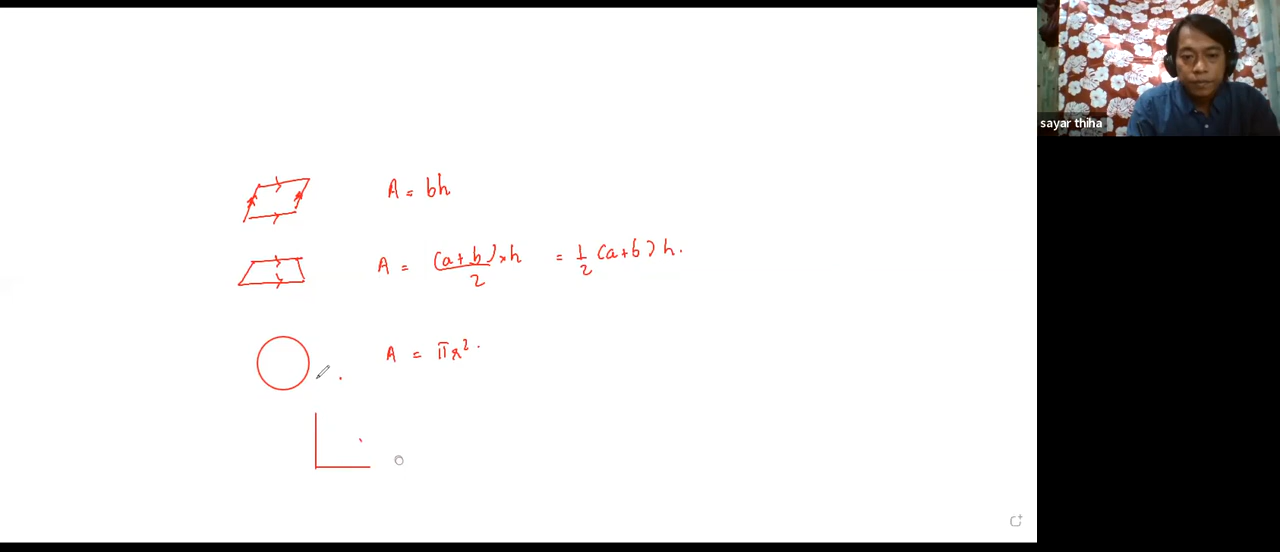 A = bh
A = (a+b)/2 × h = 1/2 (a+b) h.
A = πr².
sayar thiha